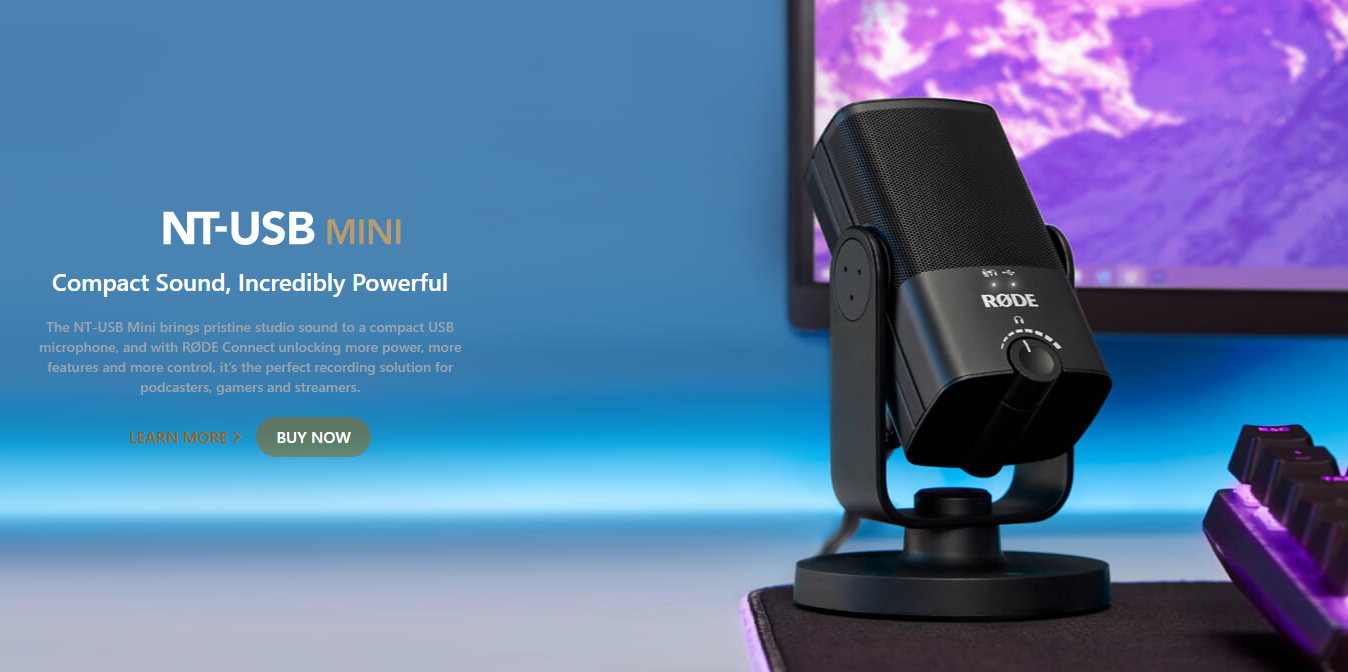 NT-USB MINI
Compact Sound, Incredibly Powerful
The NT-USB Mini brings pristine studio sound to a compact USB
microphone, and with RØDE Connect unlocking more power, more
features and more control, it's the perfect recording solution for
podcasters, gamers and streamers.
LEARN MORE >
BUY NOW
RØDE
ESC